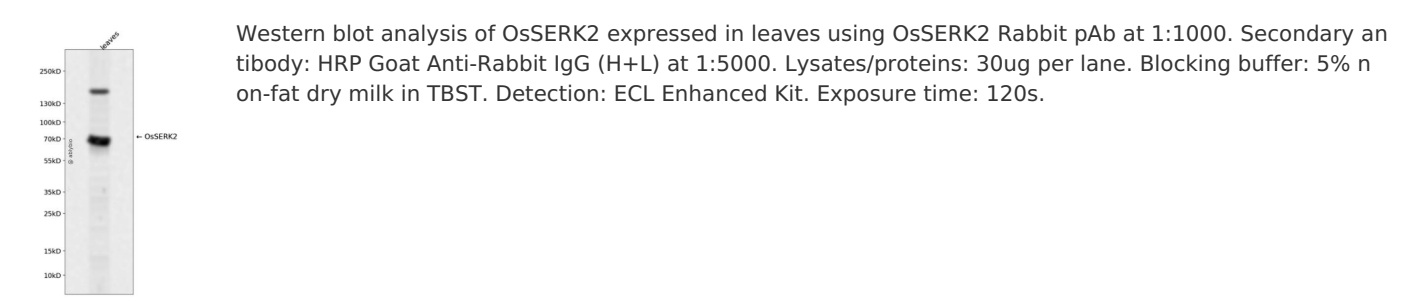 leaves
250kD
130kD
100kD
70kD
55kD
35kD
25kD
15kD
10kD
@ ablybio
← OsSERK2
Western blot analysis of OsSERK2 expressed in leaves using OsSERK2 Rabbit pAb at 1:1000. Secondary an
tibody: HRP Goat Anti-Rabbit IgG (H+L) at 1:5000. Lysates/proteins: 30ug per lane. Blocking buffer: 5% n
on-fat dry milk in TBST. Detection: ECL Enhanced Kit. Exposure time: 120s.